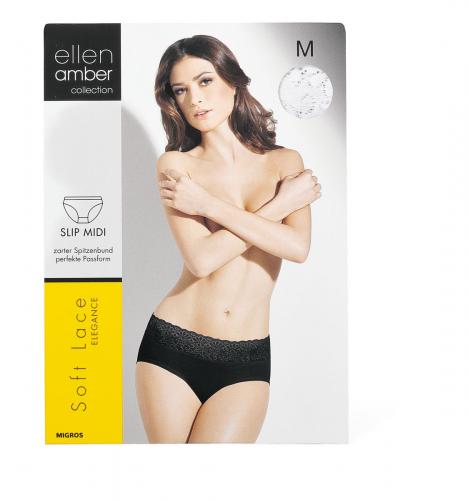 ellen
amber
collection
M
SLIP MIDI
zarter Spitzenbund
perfekte Passform
Soft Lace
ELEGANCE
MIGROS